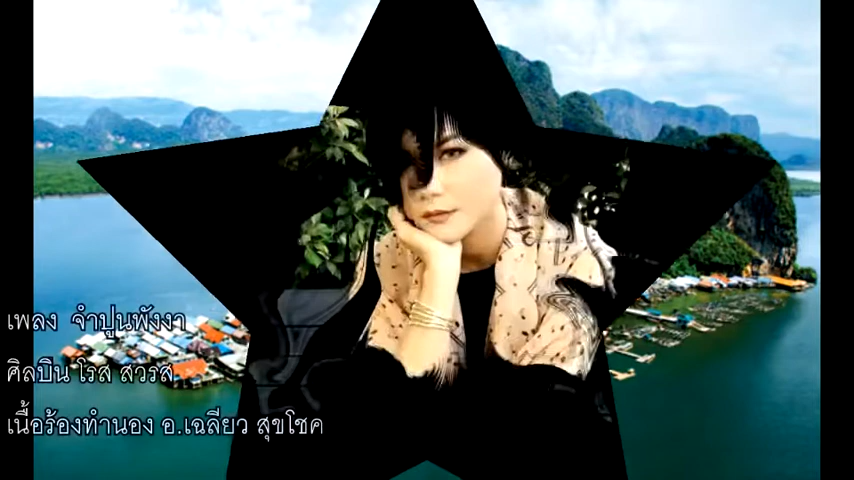 เพลง จำปูนพังงา
ศิลปิน โรส สวรส
เนื้อร้องทำนอง อ.เฉลียว สุขโชค